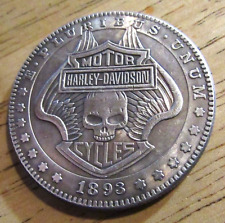 E·PLURIBUS·UNUM
MOTOR
HARLEY-DAVIDSON
CYCLES
1893